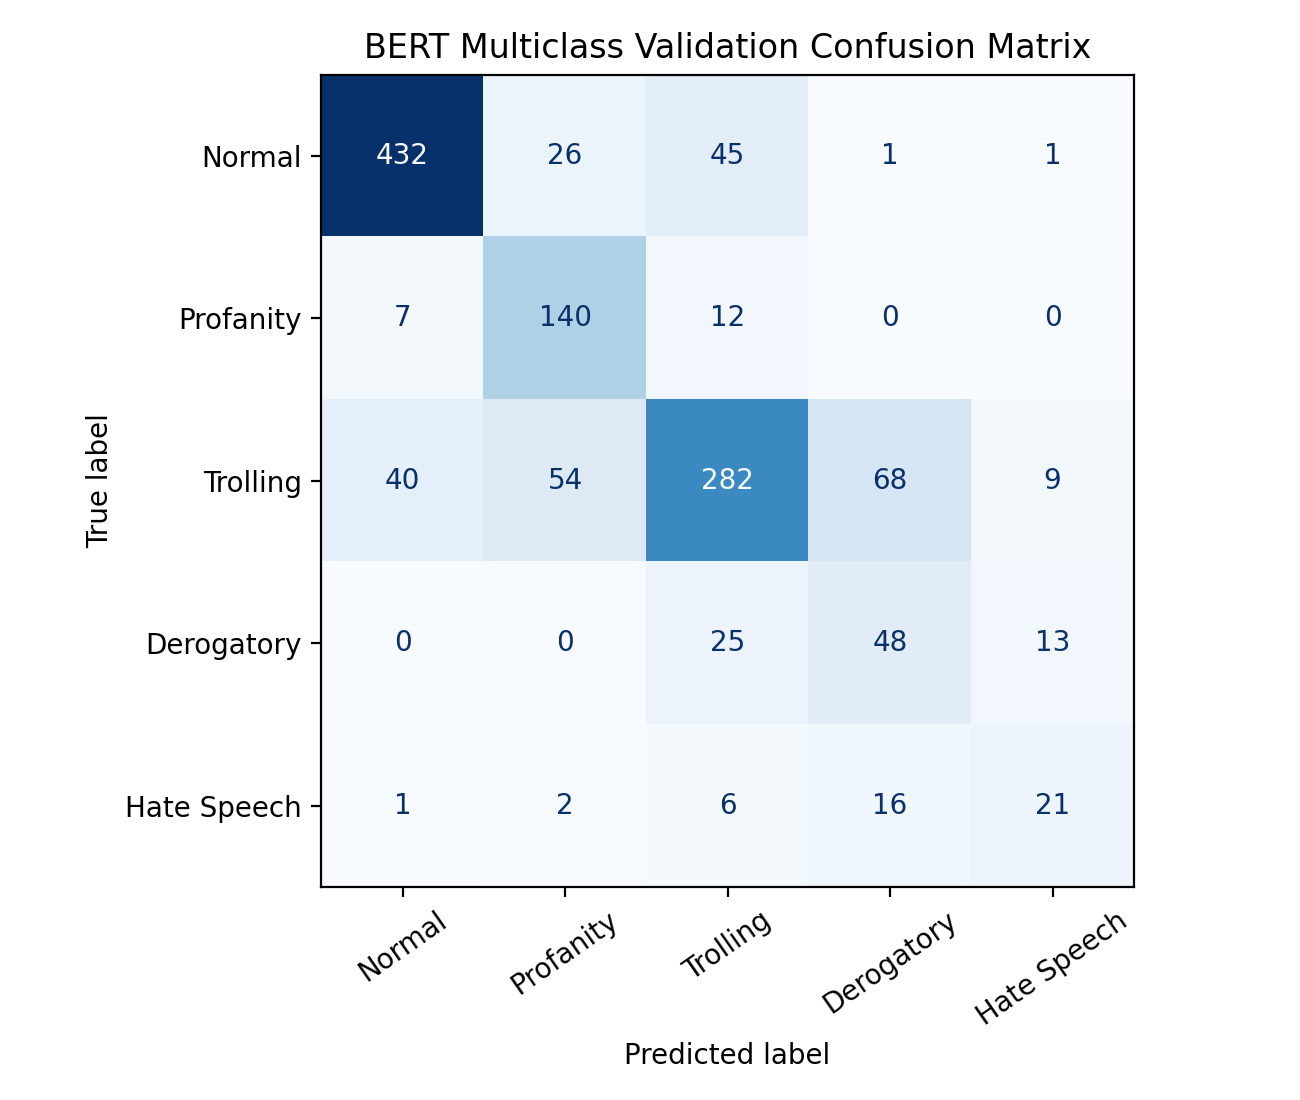 BERT Multiclass Validation Confusion Matrix
Normal 432 26 45 1 1
Profanity 7 140 12 0 0
True label
Trolling 40 54 282 68 9
Derogatory 0 0 25 48 13
Hate Speech 1 2 6 16 21
Normal Profanity Trolling Derogatory Hate Speech
Predicted label